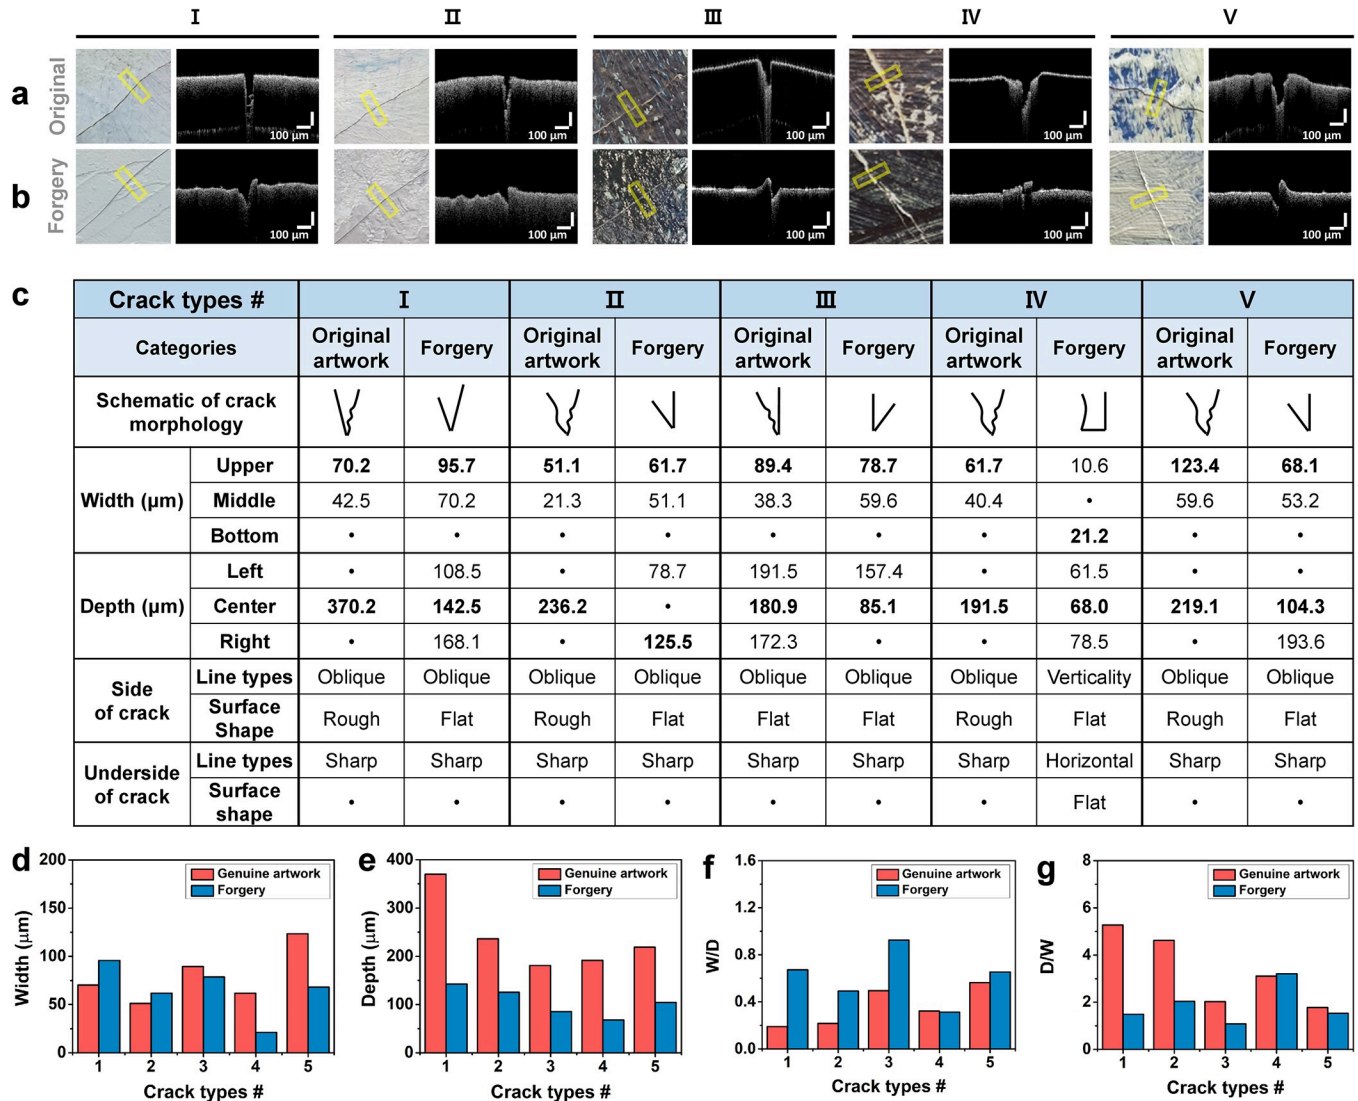 I II III IV V
a Original
100 μm 100 μm 100 μm 100 μm 100 μm
b Forgery
100 μm 100 μm 100 μm 100 μm 100 μm
c
Crack types # I II III IV V
Categories Original artwork Forgery Original artwork Forgery Original artwork Forgery Original artwork Forgery Original artwork Forgery
Schematic of crack morphology
Width (μm) Upper 70.2 95.7 51.1 61.7 89.4 78.7 61.7 10.6 123.4 68.1
Middle 42.5 70.2 21.3 51.1 38.3 59.6 40.4 • 59.6 53.2
Bottom • • • • • • • 21.2 • •
Depth (μm) Left • 108.5 • 78.7 191.5 157.4 • 61.5 • •
Center 370.2 142.5 236.2 • 180.9 85.1 191.5 68.0 219.1 104.3
Right • 168.1 • 125.5 172.3 • • 78.5 • 193.6
Side of crack Line types Oblique Oblique Oblique Oblique Oblique Oblique Oblique Verticality Oblique Oblique
Surface Shape Rough Flat Rough Flat Flat Flat Rough Flat Rough Flat
Underside of crack Line types Sharp Sharp Sharp Sharp Sharp Sharp Sharp Horizontal Sharp Sharp
Surface shape • • • • • • • Flat • •
d
Width (μm)
200
150
100
50
0
Genuine artwork
Forgery
1 2 3 4 5
Crack types #
e
Depth (μm)
400
300
200
100
0
Genuine artwork
Forgery
1 2 3 4 5
Crack types #
f
W/D
1.6
1.2
0.8
0.4
0.0
Genuine artwork
Forgery
1 2 3 4 5
Crack types #
g
D/W
8
6
4
2
0
Genuine artwork
Forgery
1 2 3 4 5
Crack types #